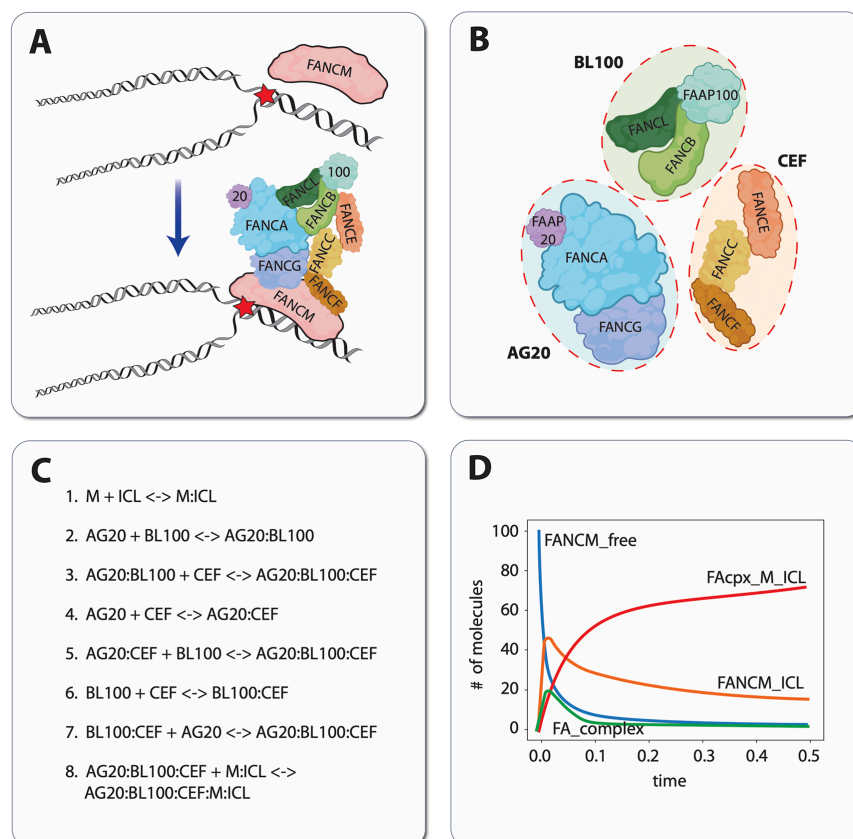 A
FANCM
20
FANCL
100
FANCA
FANCB
FANCE
FANCG
FANCC
FANCF
FANCM
B
BL100
FAAP100
FANCL
FANCB
CEF
FANCE
FAAP
20
FANCA
FANCC
FANCF
FANCG
AG20
C
1. M + ICL <-> M:ICL
2. AG20 + BL100 <-> AG20:BL100
3. AG20:BL100 + CEF <-> AG20:BL100:CEF
4. AG20 + CEF <-> AG20:CEF
5. AG20:CEF + BL100 <-> AG20:BL100:CEF
6. BL100 + CEF <-> BL100:CEF
7. BL100:CEF + AG20 <-> AG20:BL100:CEF
8. AG20:BL100:CEF + M:ICL <->
AG20:BL100:CEF:M:ICL
D
# of molecules
100
80
60
40
20
0
FANCM_free
FAcpx_M_ICL
FANCM_ICL
FA_complex
0.0 0.1 0.2 0.3 0.4 0.5
time